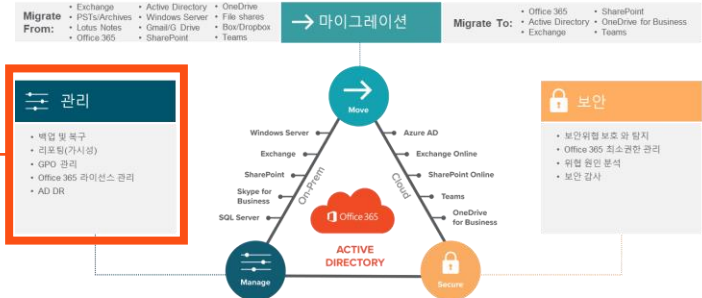 Migrate From:
• Exchange
• PSTs/Archives
• Lotus Notes
• Office 365
• Active Directory
• Windows Server
• Gmail/G Drive
• SharePoint
• OneDrive
• File shares
• Box/Dropbox
• Teams
마이그레이션
Migrate To:
• Office 365
• Active Directory
• Exchange
• SharePoint
• OneDrive for Business
• Teams
관리
• 백업 및 복구
• 리포팅(가시성)
• GPO 관리
• Office 365 라이선스 관리
• AD DR
Move
Windows Server
Exchange
SharePoint
Skype for
Business
SQL Server
On-Prem
Azure AD
Exchange Online
SharePoint Online
Teams
OneDrive
for Business
Cloud
Office 365
ACTIVE
DIRECTORY
Manage
Secure
보안
• 보안위협 보호 와 탐지
• Office 365 최소권한 관리
• 위협 원인 분석
• 보안 감사